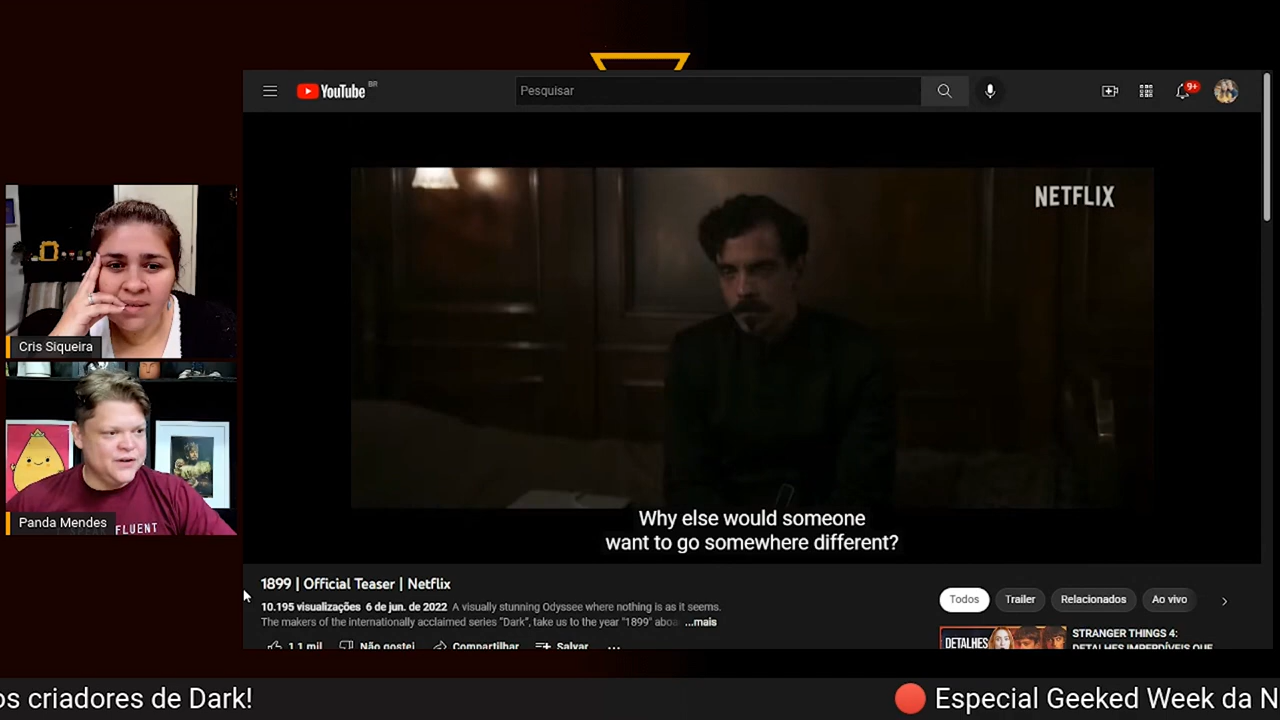 YouTube BR
Pesquisar
9+
NETFLIX
Cris Siqueira
Panda Mendes
FLUENT
Why else would someone
want to go somewhere different?
1899 | Official Teaser | Netflix
10.195 visualizações 6 de jun. de 2022 A visually stunning Odyssee where nothing is as it seems.
The makers of the internationally acclaimed series "Dark", take us to the year "1899" aboa ...mais
1,1 mil Não gostei Compartilhar Salvar ...
Todos Trailer Relacionados Ao vivo
DETALHES
STRANGER THINGS 4:
DETALHES IMPERDÍVEIS QUE
os criadores de Dark!
Especial Geeked Week da N